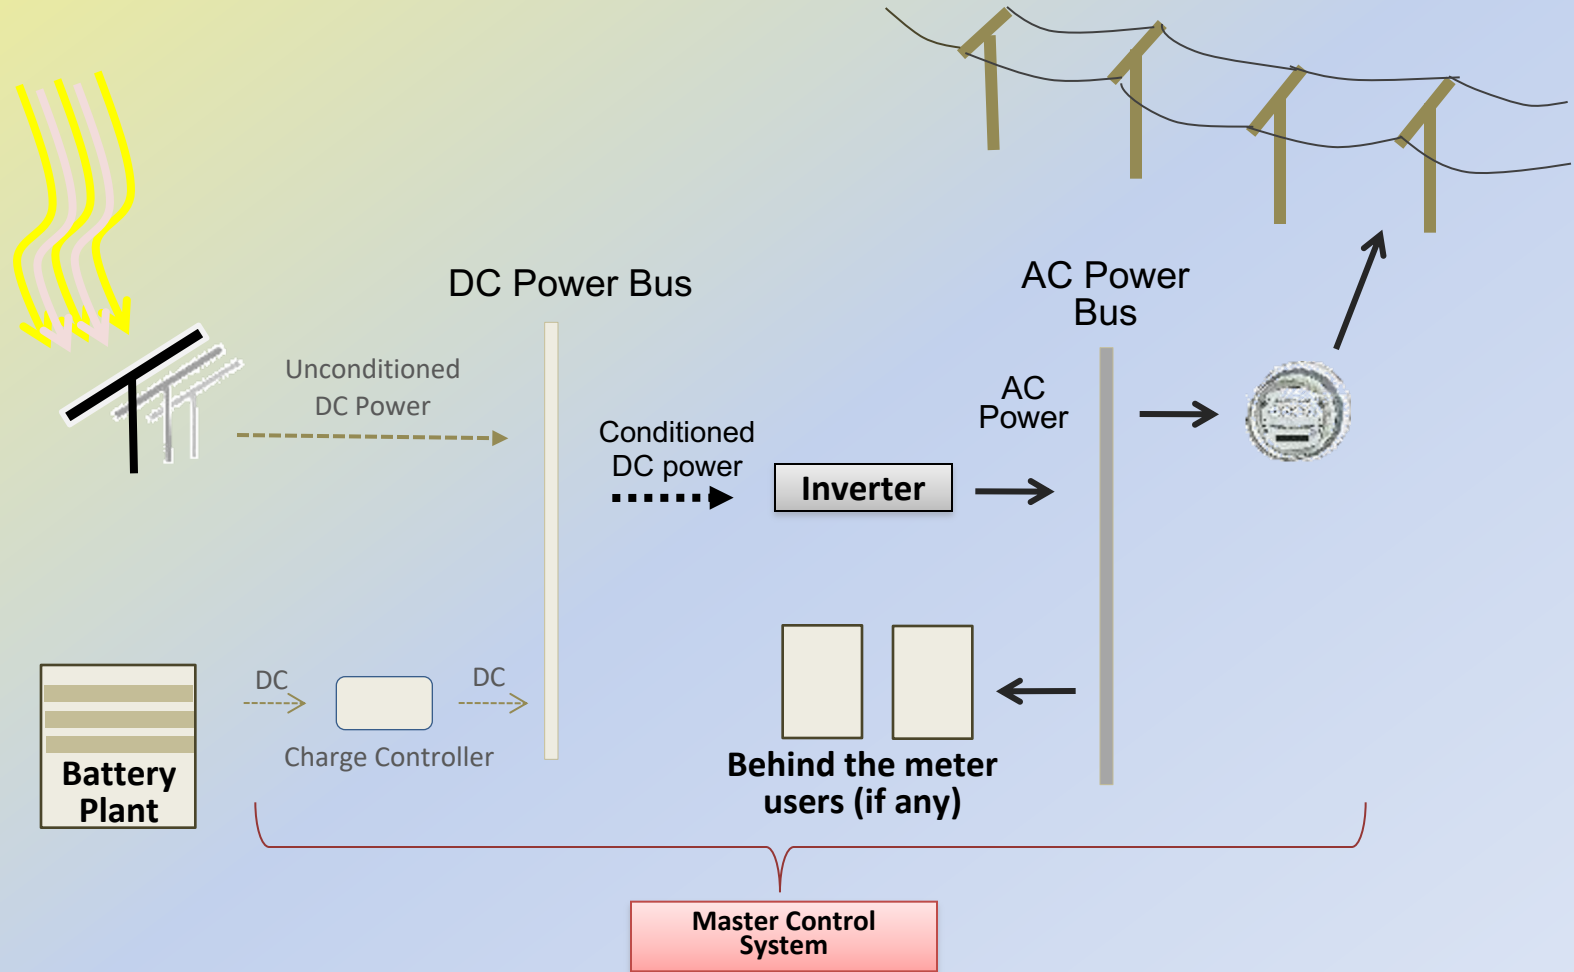 DC Power Bus
AC Power
Bus
Unconditioned
DC Power
AC
Power
Conditioned
DC power
Inverter
DC
DC
Charge Controller
Battery
Plant
Behind the meter
users (if any)
Master Control
System